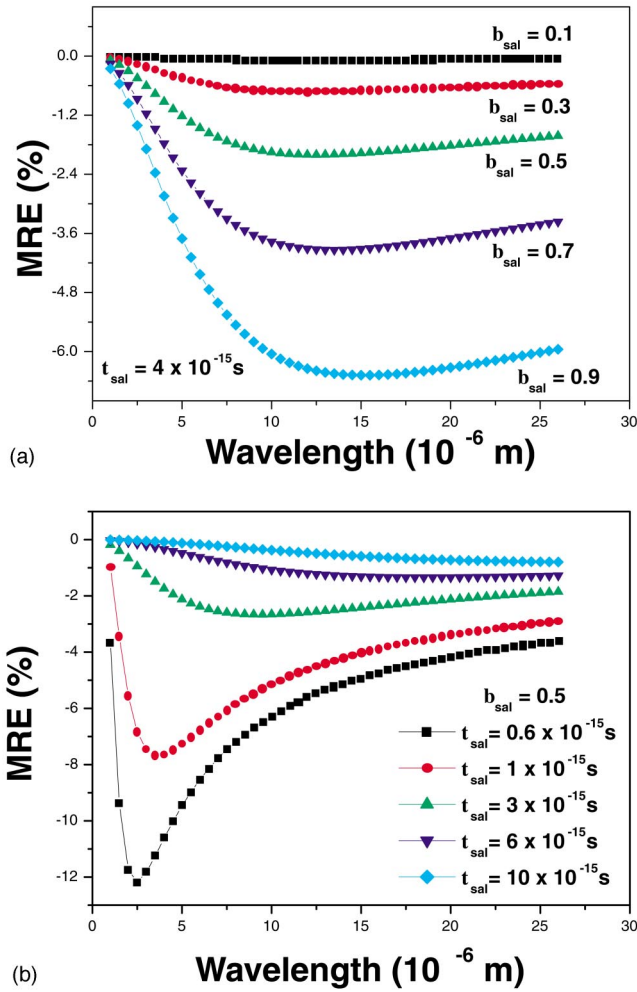 b_sal = 0.1
0.0
b_sal = 0.3
-1.2
b_sal = 0.5
-2.4
MRE (%)
-3.6
b_sal = 0.7
-4.8
-6.0
t_sal = 4 x 10^-15 s
b_sal = 0.9
0 5 10 15 20 25 30
(a) Wavelength (10^-6 m)
0
-2
-4
MRE (%)
b_sal = 0.5
-6
t_sal = 0.6 x 10^-15 s
-8
t_sal = 1 x 10^-15 s
t_sal = 3 x 10^-15 s
-10
t_sal = 6 x 10^-15 s
-12
t_sal = 10 x 10^-15 s
0 5 10 15 20 25 30
(b) Wavelength (10^-6 m)